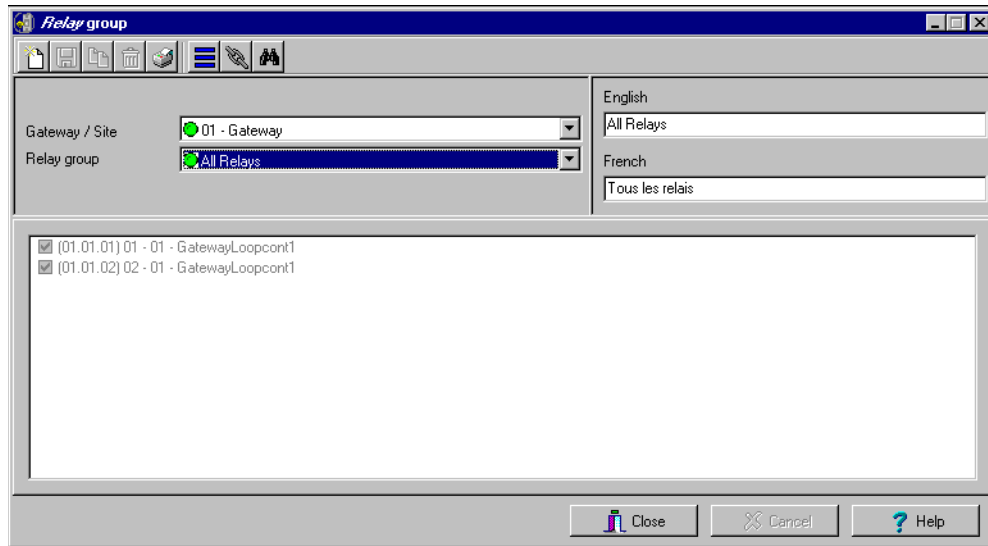 Relay group
English
Gateway / Site 01 - Gateway All Relays
Relay group All Relays French
Tous les relais
(01.01.01) 01 - 01 - GatewayLoopcont1
(01.01.02) 02 - 01 - GatewayLoopcont1
Close Cancel Help